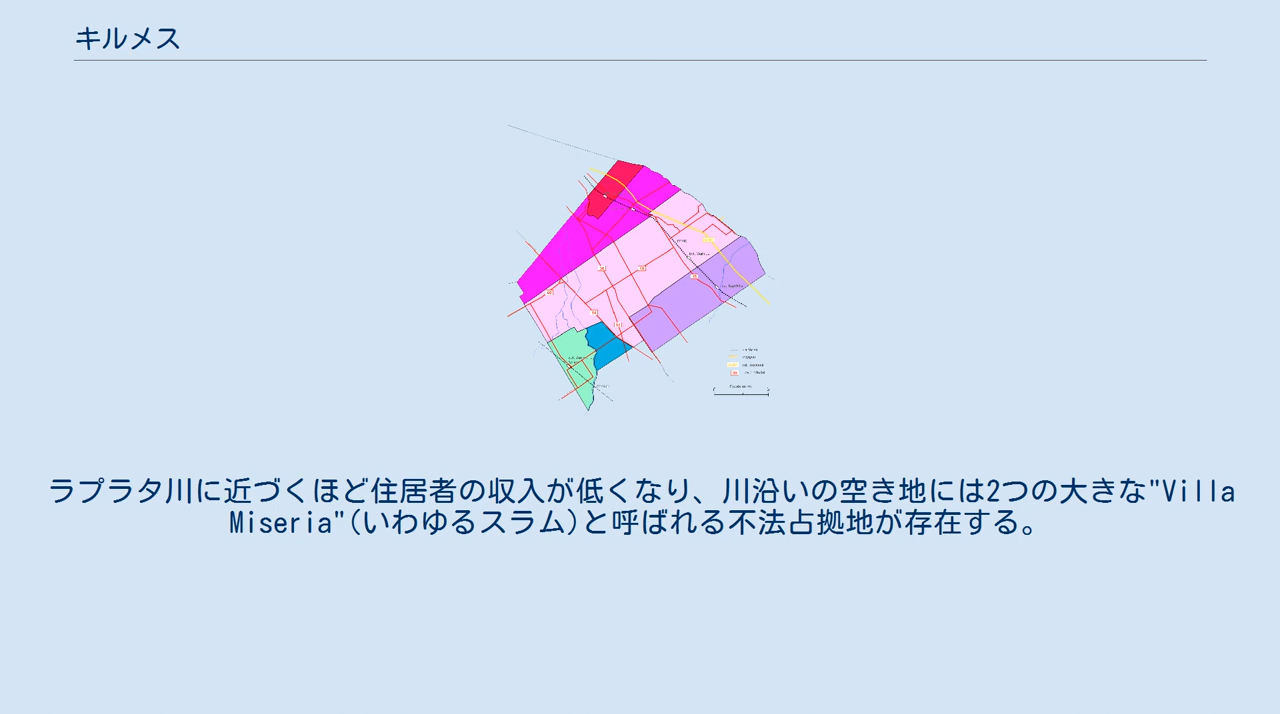 キルメス
ラプラタ川に近づくほど住居者の収入が低くなり、川沿いの空き地には2つの大きな"Villa
Miseria"(いわゆるスラム)と呼ばれる不法占拠地が存在する。